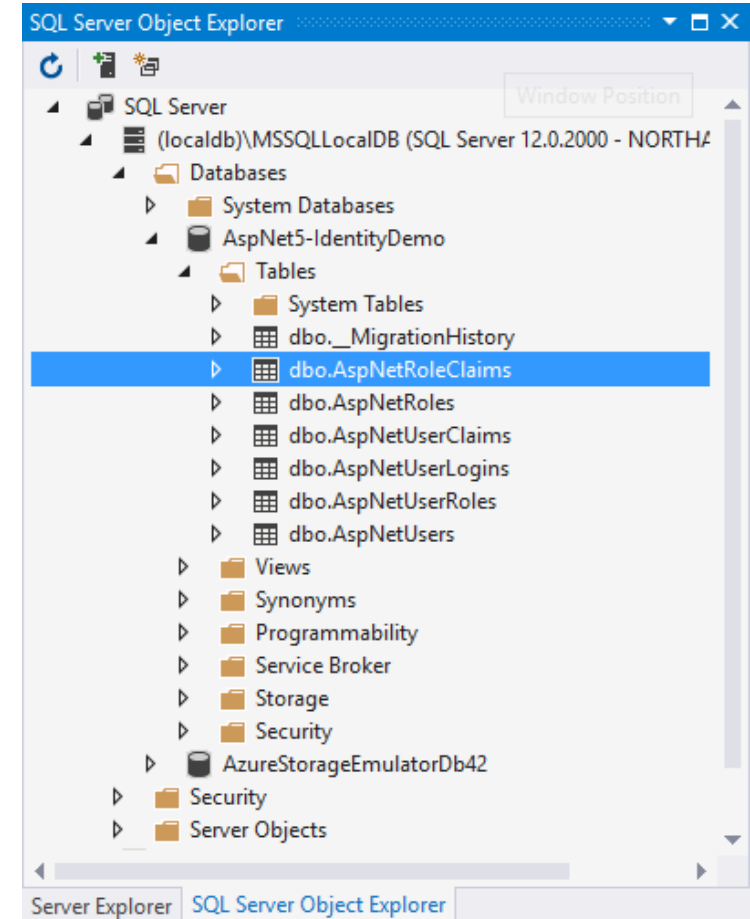 SQL Server Object Explorer
Window Position
SQL Server
(localdb)\MSSQLLocalDB (SQL Server 12.0.2000 - NORTHA
Databases
System Databases
AspNet5-IdentityDemo
Tables
System Tables
dbo.__MigrationHistory
dbo.AspNetRoleClaims
dbo.AspNetRoles
dbo.AspNetUserClaims
dbo.AspNetUserLogins
dbo.AspNetUserRoles
dbo.AspNetUsers
Views
Synonyms
Programmability
Service Broker
Storage
Security
AzureStorageEmulatorDb42
Security
Server Objects
Server Explorer SQL Server Object Explorer